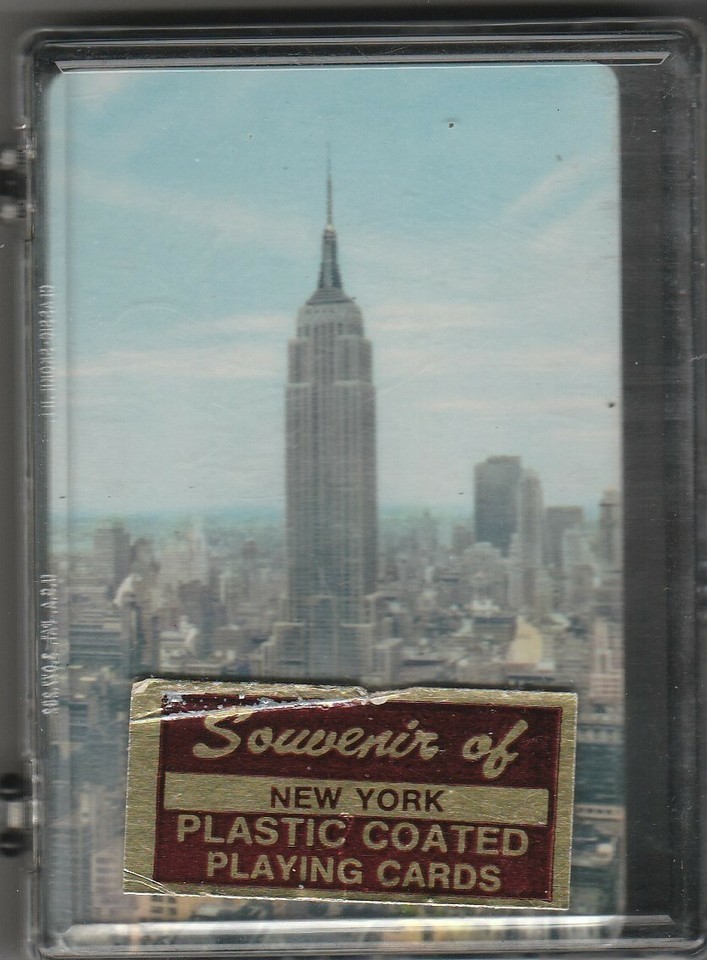 Souvenir of
NEW YORK
PLASTIC COATED
PLAYING CARDS